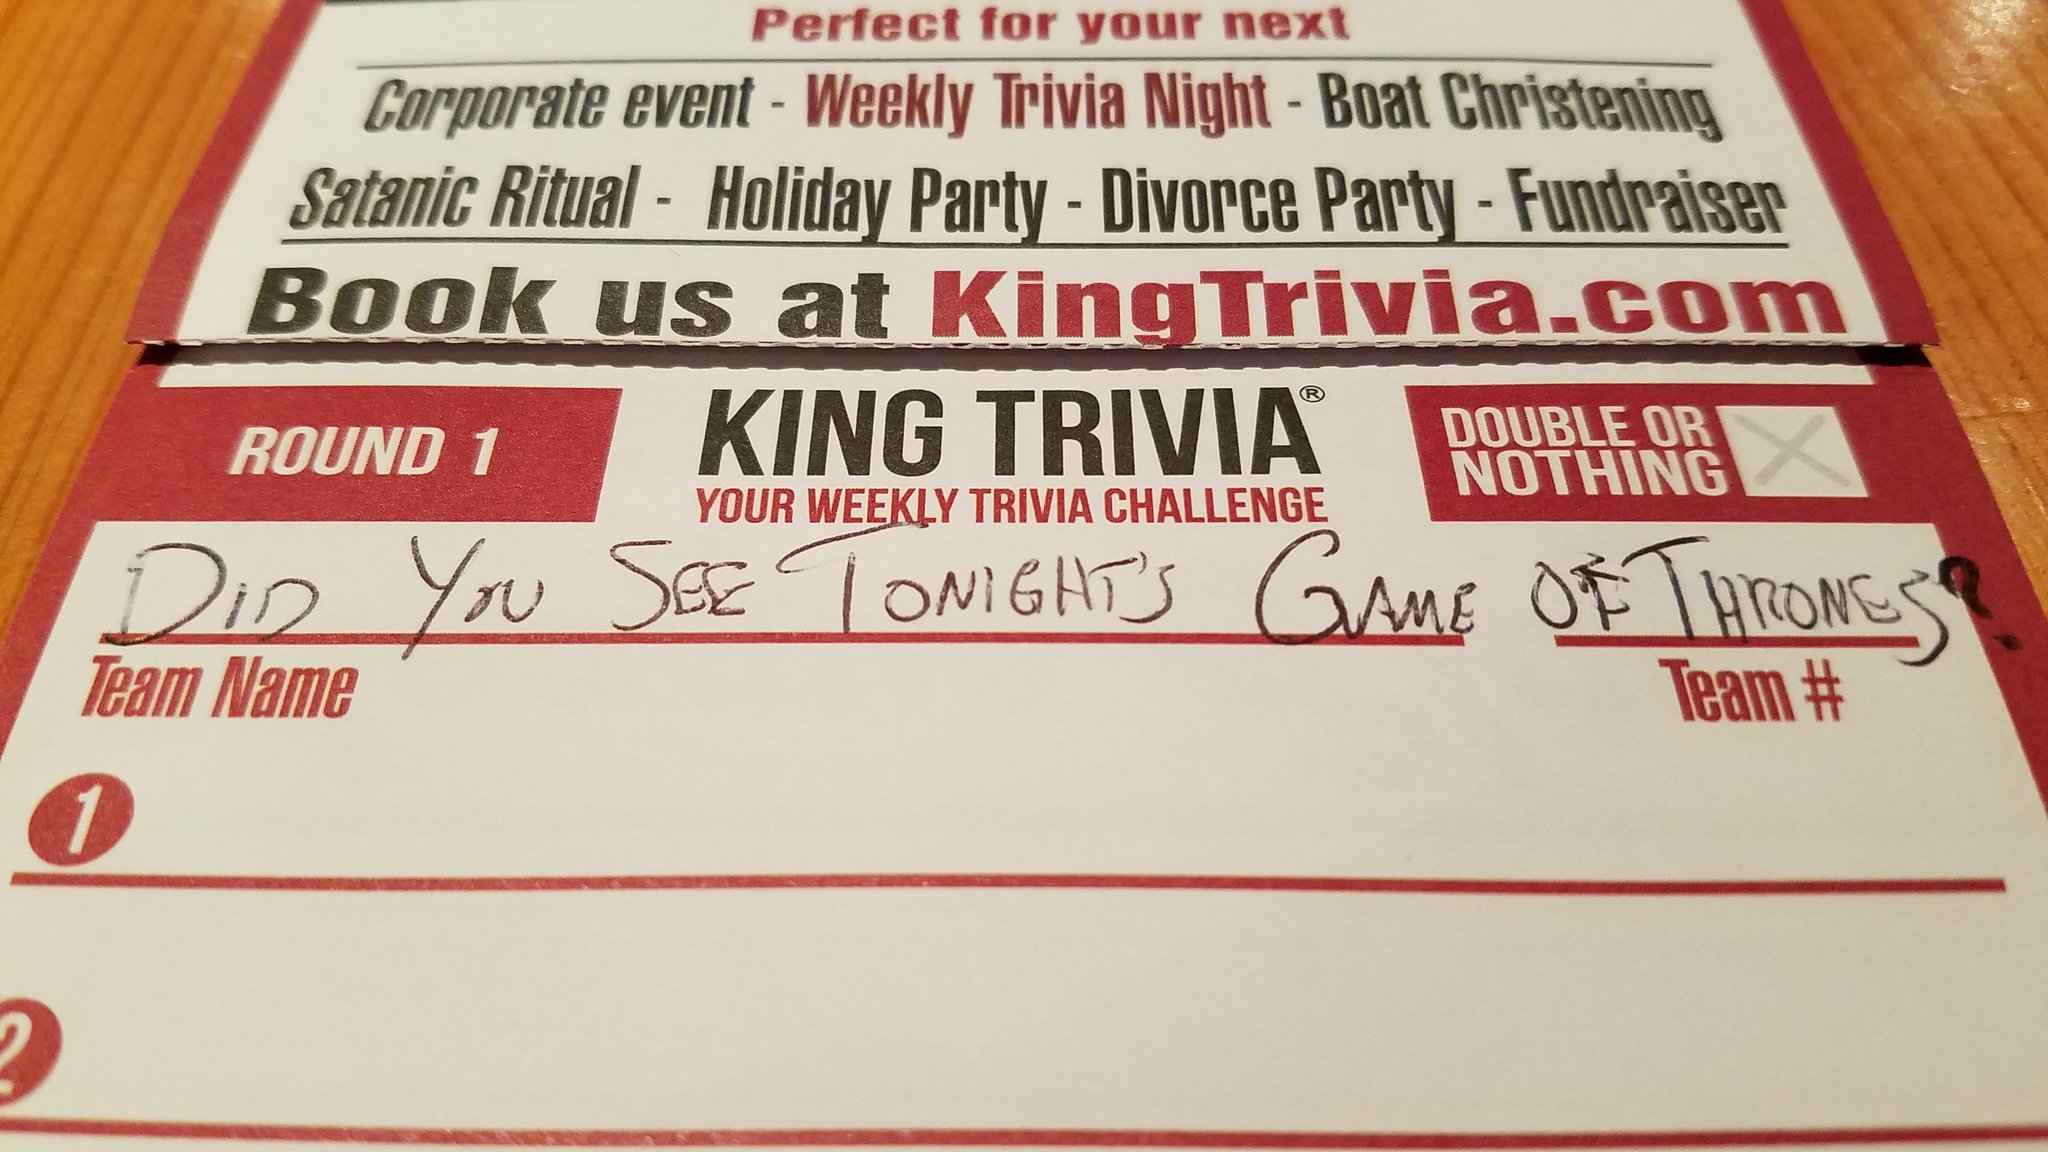 Perfect for your next
Corporate event - Weekly Trivia Night - Boat Christening
Satanic Ritual - Holiday Party - Divorce Party - Fundraiser
Book us at KingTrivia.com
ROUND 1
KING TRIVIA®
YOUR WEEKLY TRIVIA CHALLENGE
DOUBLE OR
NOTHING
DID YOU SEE TONIGHT'S GAME OF THRONES?
Team Name
Team #
1
2